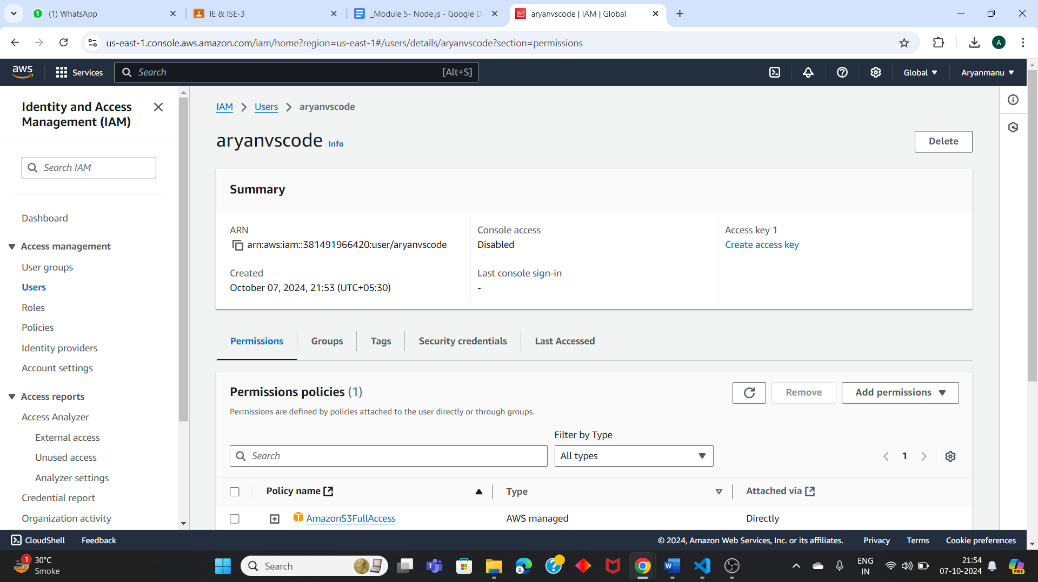 (1) WhatsApp
IE & ISE-3
_Module 5- Node.js - Google D
aryanvscode | IAM | Global
us-east-1.console.aws.amazon.com/iam/home?region=us-east-1#/users/details/aryanvscode?section=permissions
A
aws
Services
Search
[Alt+S]
Global
Aryanmanu
Identity and Access
Management (IAM)
Search IAM
Dashboard
Access management
User groups
Users
Roles
Policies
Identity providers
Account settings
Access reports
Access Analyzer
External access
Unused access
Analyzer settings
Credential report
Organization activity
IAM > Users > aryanvscode
aryanvscode Info
Delete
Summary
ARN
arn:aws:iam::381491966420:user/aryanvscode
Created
October 07, 2024, 21:53 (UTC+05:30)
Console access
Disabled
Last console sign-in
-
Access key 1
Create access key
Permissions
Groups
Tags
Security credentials
Last Accessed
Permissions policies (1)
Remove
Add permissions
Permissions are defined by policies attached to the user directly or through groups.
Filter by Type
Search
All types
1
Policy name
Type
Attached via
AmazonS3FullAccess
AWS managed
Directly
CloudShell
Feedback
© 2024, Amazon Web Services, Inc. or its affiliates.
Privacy
Terms
Cookie preferences
30°C
Smoke
Search
ENG
IN
21:54
07-10-2024